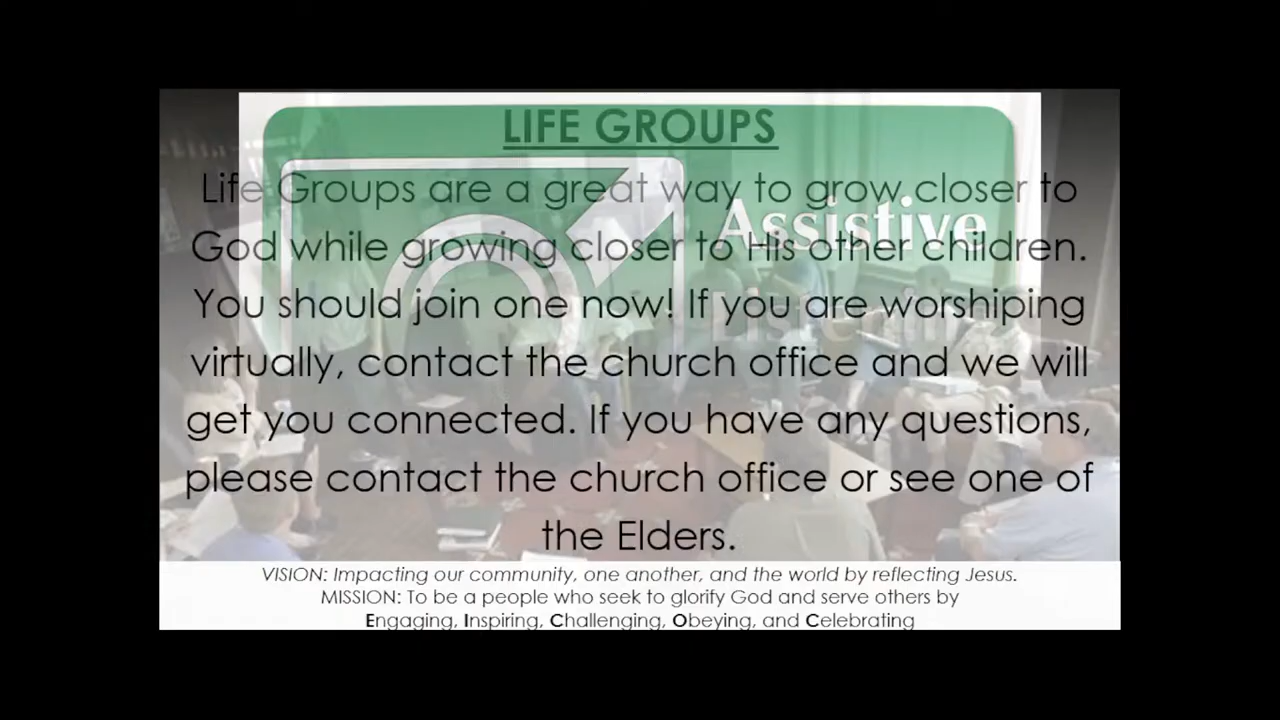 LIFE GROUPS
Life Groups are a great way to grow closer to
Assistive
God while growing closer to His other children.
You should join one now! If you are worshiping
virtually, contact the church office and we will
get you connected. If you have any questions,
please contact the church office or see one of
the Elders.
VISION: Impacting our community, one another, and the world by reflecting Jesus.
MISSION: To be a people who seek to glorify God and serve others by
Engaging, Inspiring, Challenging, Obeying, and Celebrating